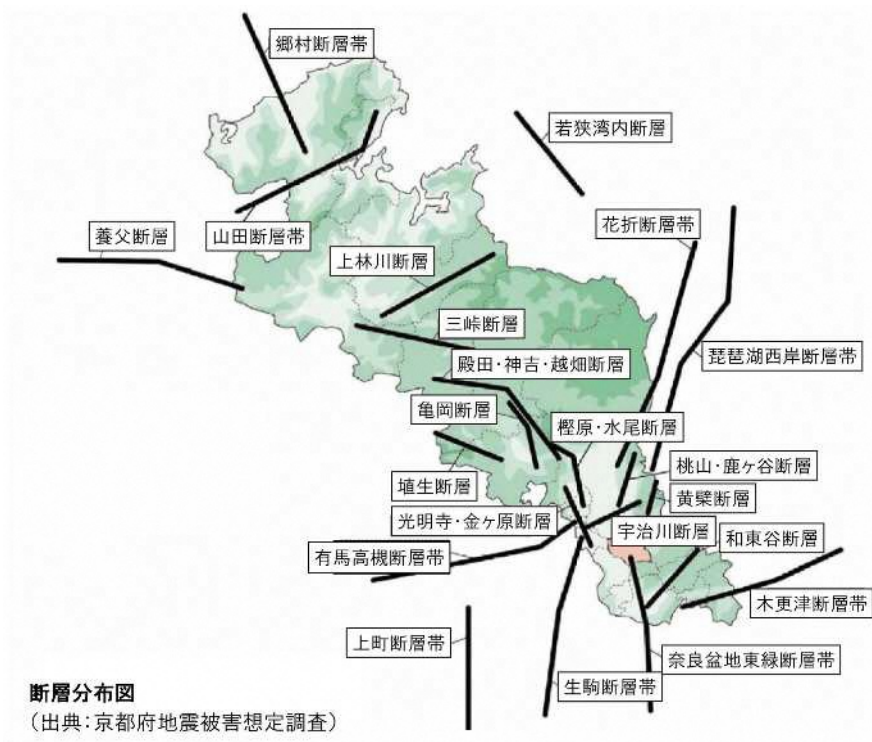 郷村断層帯
若狭湾内断層
養父断層
山田断層帯
花折断層帯
上林川断層
三峠断層
琵琶湖西岸断層帯
殿田・神吉・越畑断層
亀岡断層
樫原・水尾断層
桃山・鹿ヶ谷断層
埴生断層
黄檗断層
光明寺・金ヶ原断層
宇治川断層
和東谷断層
有馬高槻断層帯
木更津断層帯
上町断層帯
奈良盆地東緑断層帯
生駒断層帯
断層分布図
（出典：京都府地震被害想定調査）